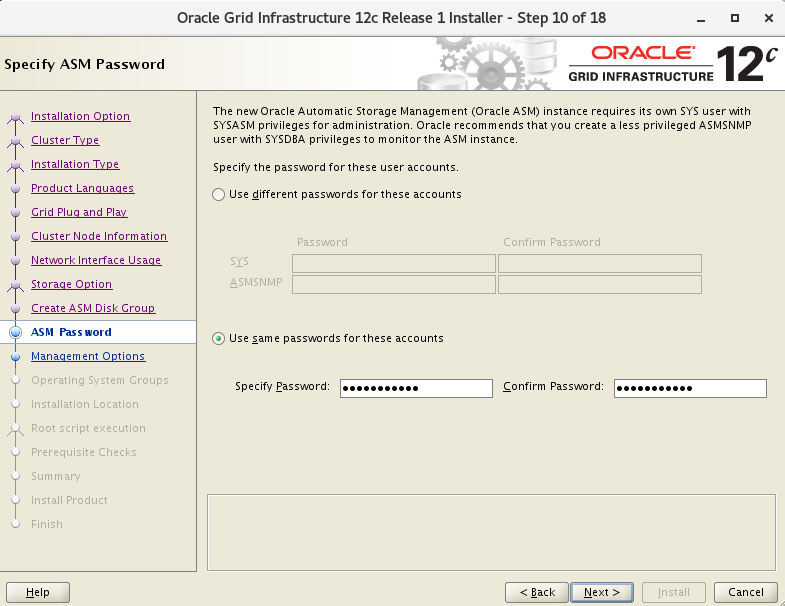 Oracle Grid Infrastructure 12c Release 1 Installer - Step 10 of 18
Specify ASM Password
ORACLE
GRID INFRASTRUCTURE
12c
Installation Option
Cluster Type
Installation Type
Product Languages
Grid Plug and Play
Cluster Node Information
Network Interface Usage
Storage Option
Create ASM Disk Group
ASM Password
Management Options
Operating System Groups
Installation Location
Root script execution
Prerequisite Checks
Summary
Install Product
Finish
The new Oracle Automatic Storage Management (Oracle ASM) instance requires its own SYS user with
SYSASM privileges for administration. Oracle recommends that you create a less privileged ASMSNMP
user with SYSDBA privileges to monitor the ASM instance.
Specify the password for these user accounts.
Use different passwords for these accounts
Password Confirm Password
SYS
ASMSNMP
Use same passwords for these accounts
Specify Password: ●●●●●●●●●●● Confirm Password: ●●●●●●●●●●●
Help < Back Next > Install Cancel